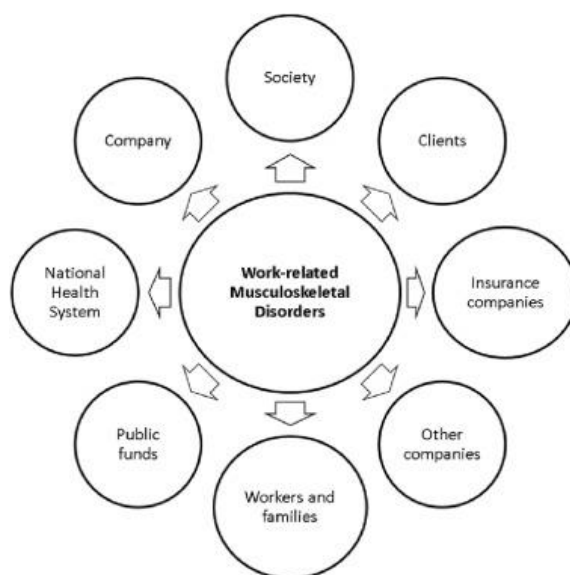 Society
Company
Clients
National
Health
System
Work-related
Musculoskeletal
Disorders
Insurance
companies
Public
funds
Other
companies
Workers and
families